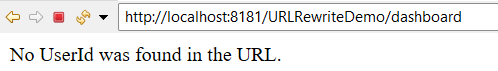 http://localhost:8181/URLRewriteDemo/dashboard
No UserId was found in the URL.